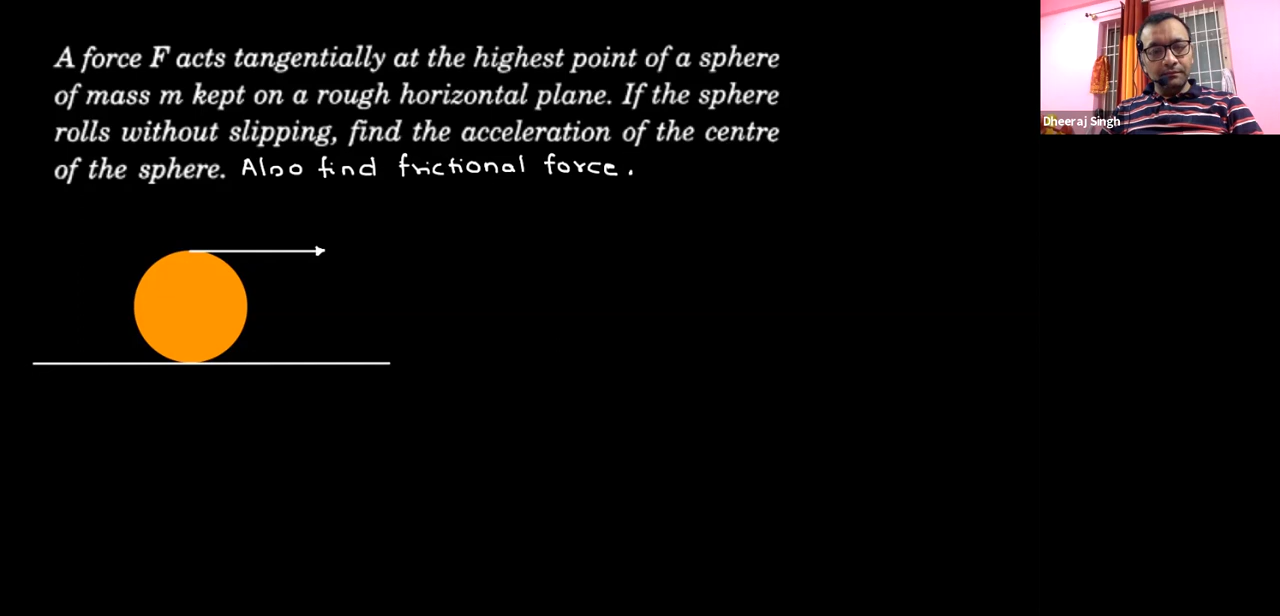 A force F acts tangentially at the highest point of a sphere
of mass m kept on a rough horizontal plane. If the sphere
rolls without slipping, find the acceleration of the centre
of the sphere. Also find frictional force.
Dheeraj Singh